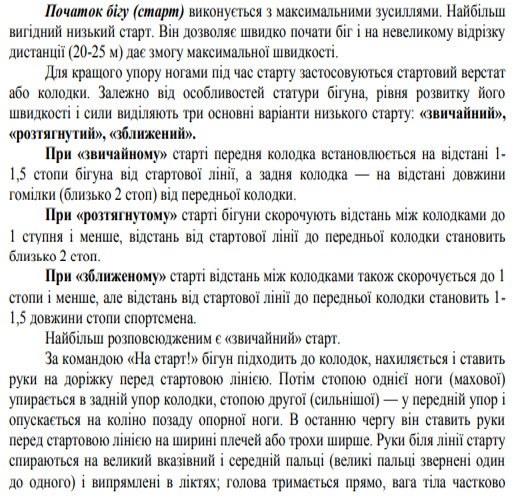 Початок бігу (старт) виконується з максимальними зусиллями. Найбільш
вигідний низький старт. Він дозволяє швидко почати біг і на невеликому відрізку
дистанції (20-25 м) дає змогу максимальної швидкості.
Для кращого упору ногами під час старту застосовуються стартовий верстат
або колодки. Залежно від особливостей статури бігуна, рівня розвитку його
швидкості і сили виділяють три основні варіанти низького старту: «звичайний»,
«розтягнутий», «зближений».
При «звичайному» старті передня колодка встановлюється на відстані 1-
1,5 стопи бігуна від стартової лінії, а задня колодка — на відстані довжини
гомілки (близько 2 стоп) від передньої колодки.
При «розтягнутому» старті бігуни скорочують відстань між колодками до
1 ступня і менше, відстань від стартової лінії до передньої колодки становить
близько 2 стоп.
При «зближеному» старті відстань між колодками також скорочується до 1
стопи і менше, але відстань від стартової лінії до передньої колодки становить 1-
1,5 довжини стопи спортсмена.
Найбільш розповсюдженим є «звичайний» старт.
За командою «На старт!» бігун підходить до колодок, нахиляється і ставить
руки на доріжку перед стартовою лінією. Потім стопою однієї ноги (махової)
упирається в задній упор колодки, стопою другої (сильнішої) — у передній упор і
опускається на коліно позаду опорної ноги. В останню чергу він ставить руки
перед стартовою лінією на ширині плечей або трохи ширше. Руки біля лінії старту
спираються на великий вказівний і середній пальці (великі пальці звернені один
до одного) і випрямлені в ліктях; голова тримається прямо, вага тіла частково